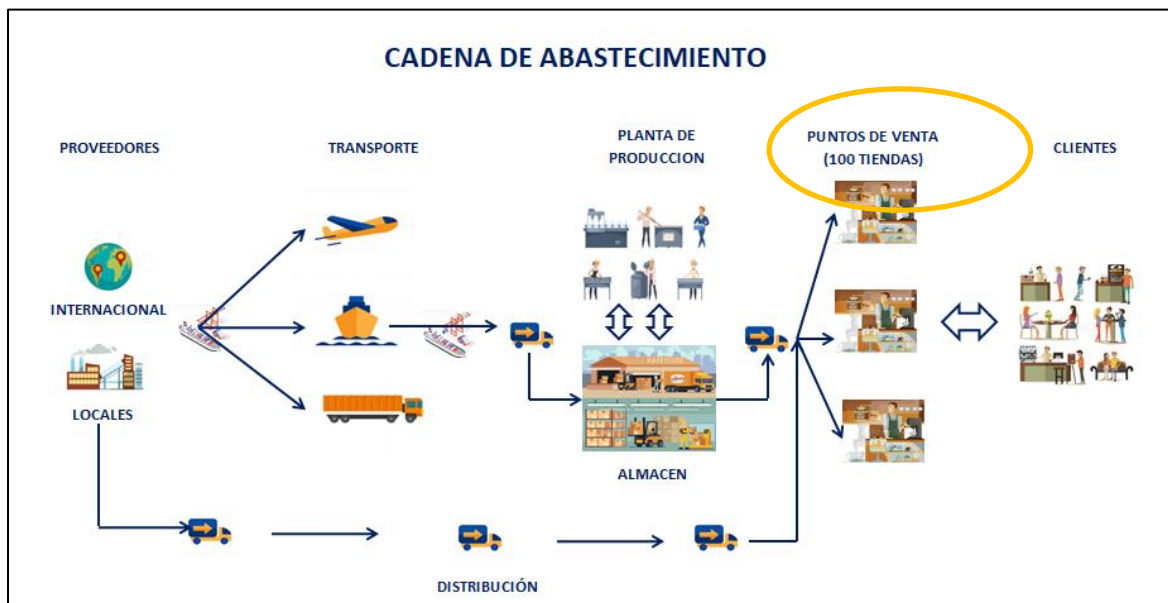 CADENA DE ABASTECIMIENTO
PROVEEDORES
TRANSPORTE
PLANTA DE
PRODUCCION
PUNTOS DE VENTA
(100 TIENDAS)
CLIENTES
INTERNACIONAL
LOCALES
ALMACEN
DISTRIBUCIÓN